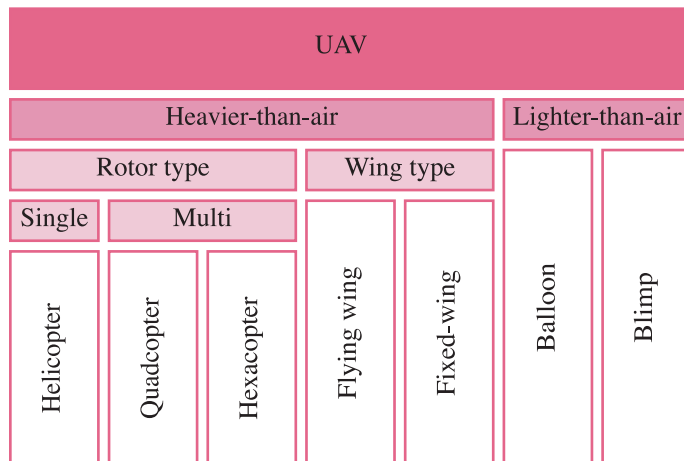 UAV
Heavier-than-air
Lighter-than-air
Rotor type
Wing type
Single
Multi
Helicopter
Quadcopter
Hexacopter
Flying wing
Fixed-wing
Balloon
Blimp